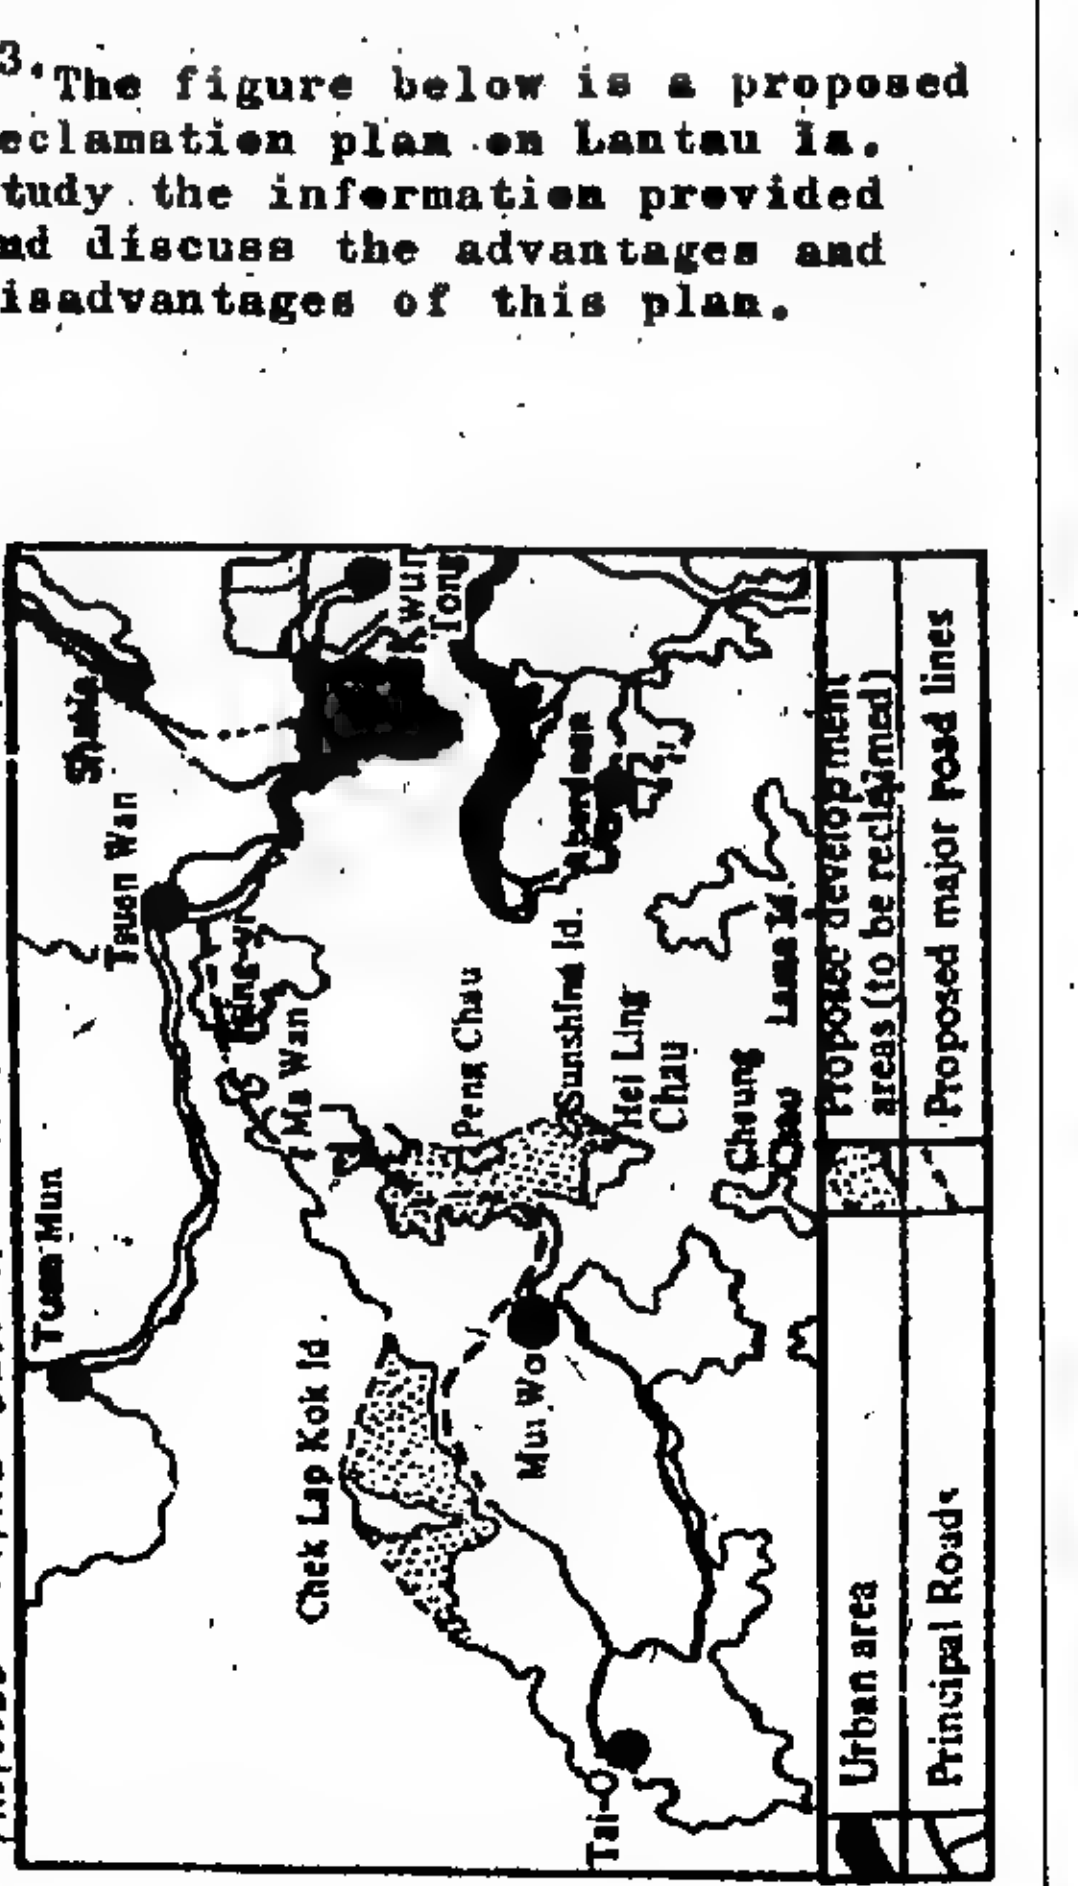 3. The figure below is a proposed
eclamation plan on Lantau Is.
tudy the information provided
nd discuss the advantages and
isadvantages of this plan.
Tuen Mun
Tsuen Wan
Shatin
Kwun
Tong
Ma Wan
Chek Lap Kok Id.
Peng Chau
Sunshine Id.
Hei Ling
Chau
Aberdeen
Mui Wo
Cheung
Chau
Lama Id.
Tai-O
Urban area
Proposed development
areas (to be reclaimed)
Principal Roads
Proposed major road lines